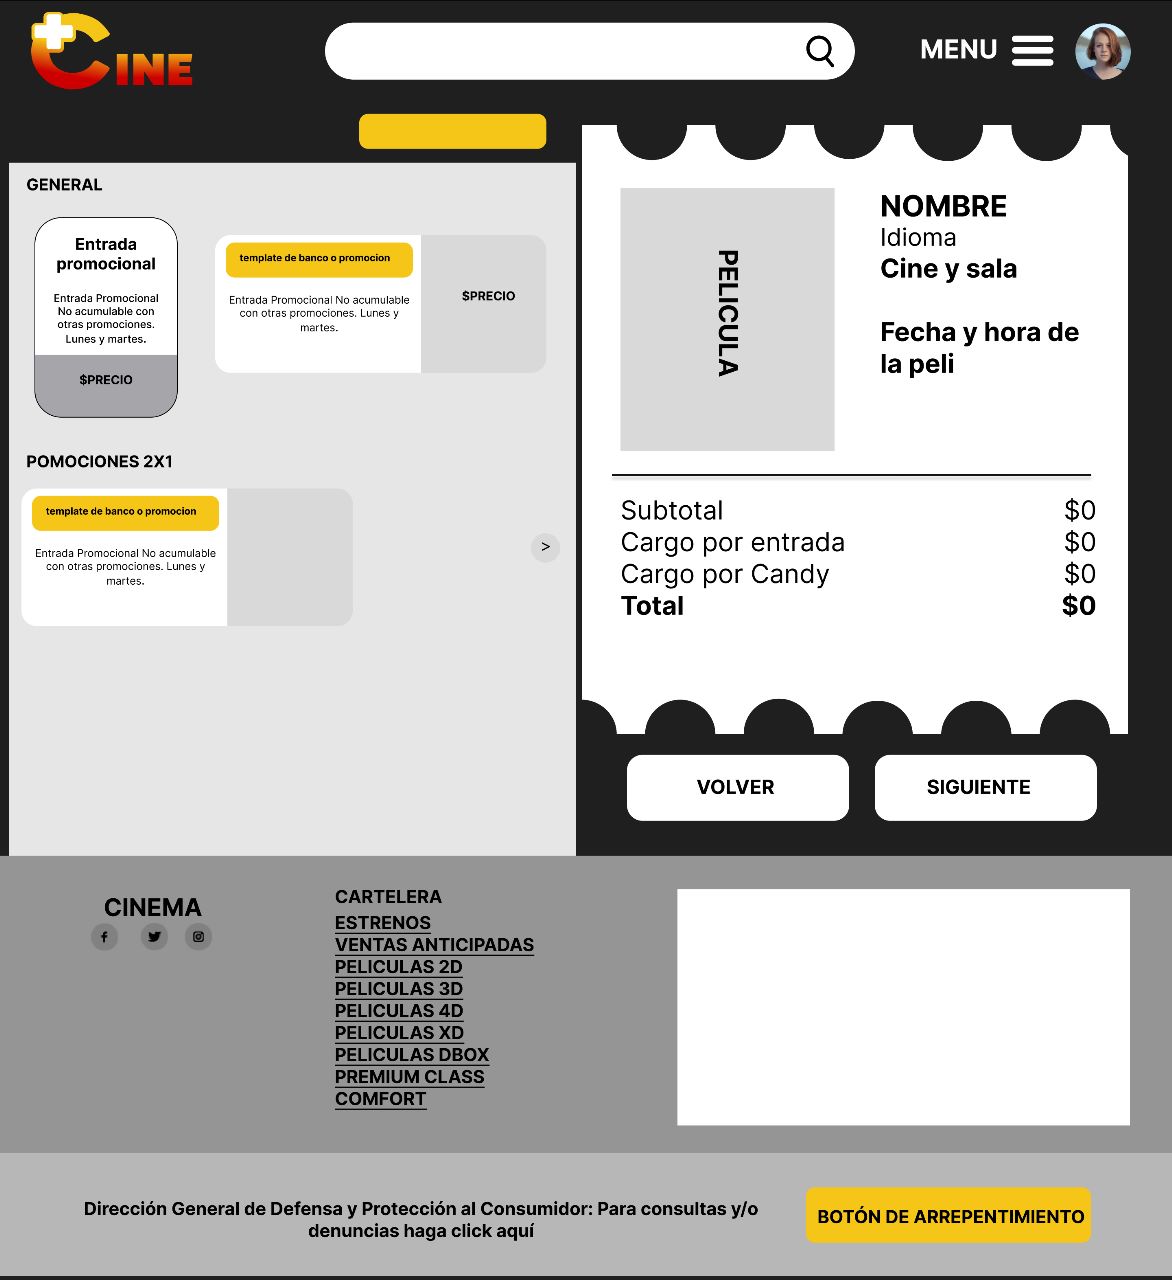 CINE
MENU
GENERAL
Entrada
promocional
Entrada Promocional
No acumulable con
otras promociones.
Lunes y martes.
$PRECIO
template de banco o promocion
Entrada Promocional No acumulable
con otras promociones. Lunes y
martes.
$PRECIO
POMOCIONES 2X1
template de banco o promocion
Entrada Promocional No acumulable
con otras promociones. Lunes y
martes.
>
PELICULA
NOMBRE
Idioma
Cine y sala
Fecha y hora de
la peli
Subtotal $0
Cargo por entrada $0
Cargo por Candy $0
Total $0
VOLVER
SIGUIENTE
CINEMA
CARTELERA
ESTRENOS
VENTAS ANTICIPADAS
PELICULAS 2D
PELICULAS 3D
PELICULAS 4D
PELICULAS XD
PELICULAS DBOX
PREMIUM CLASS
COMFORT
Dirección General de Defensa y Protección al Consumidor: Para consultas y/o
denuncias haga click aquí
BOTÓN DE ARREPENTIMIENTO